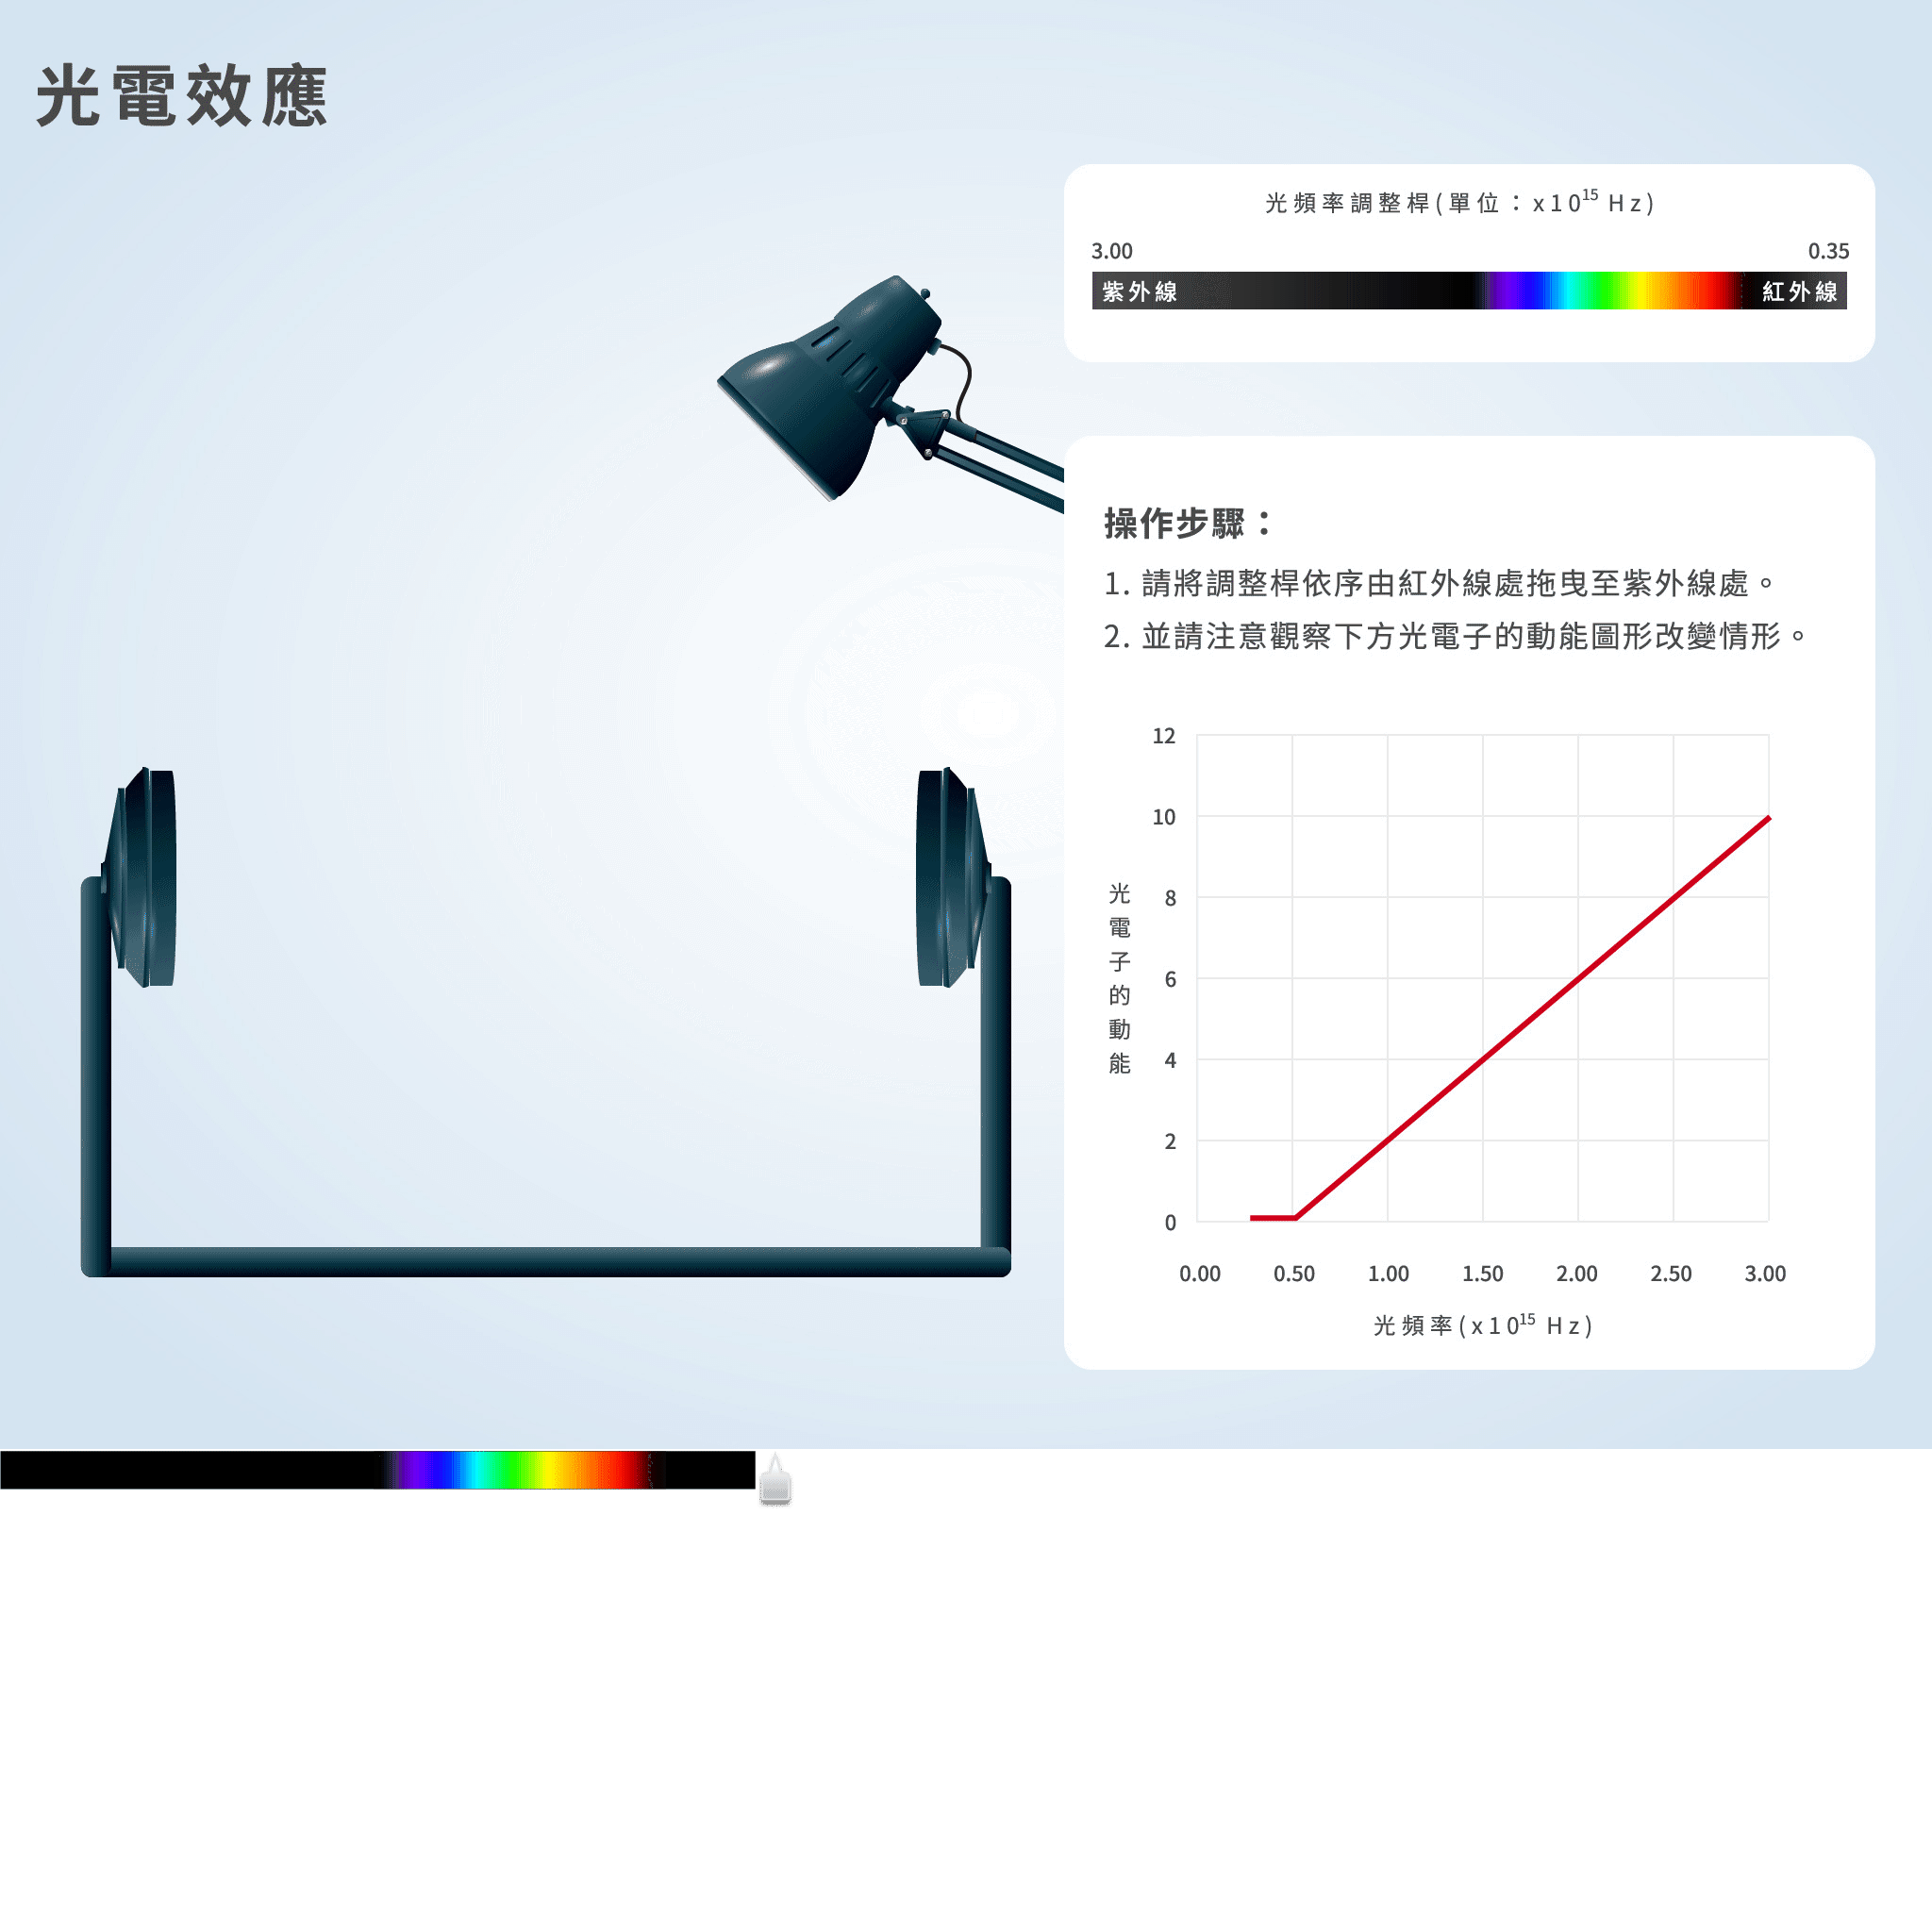 光電效應
光頻率調整桿(單位：x10¹⁵ Hz)
3.00 0.35
紫外線 紅外線
操作步驟：
1. 請將調整桿依序由紅外線處拖曳至紫外線處。
2. 並請注意觀察下方光電子的動能圖形改變情形。
光電子的動能
12
10
8
6
4
2
0
0.00 0.50 1.00 1.50 2.00 2.50 3.00
光頻率(x10¹⁵ Hz)